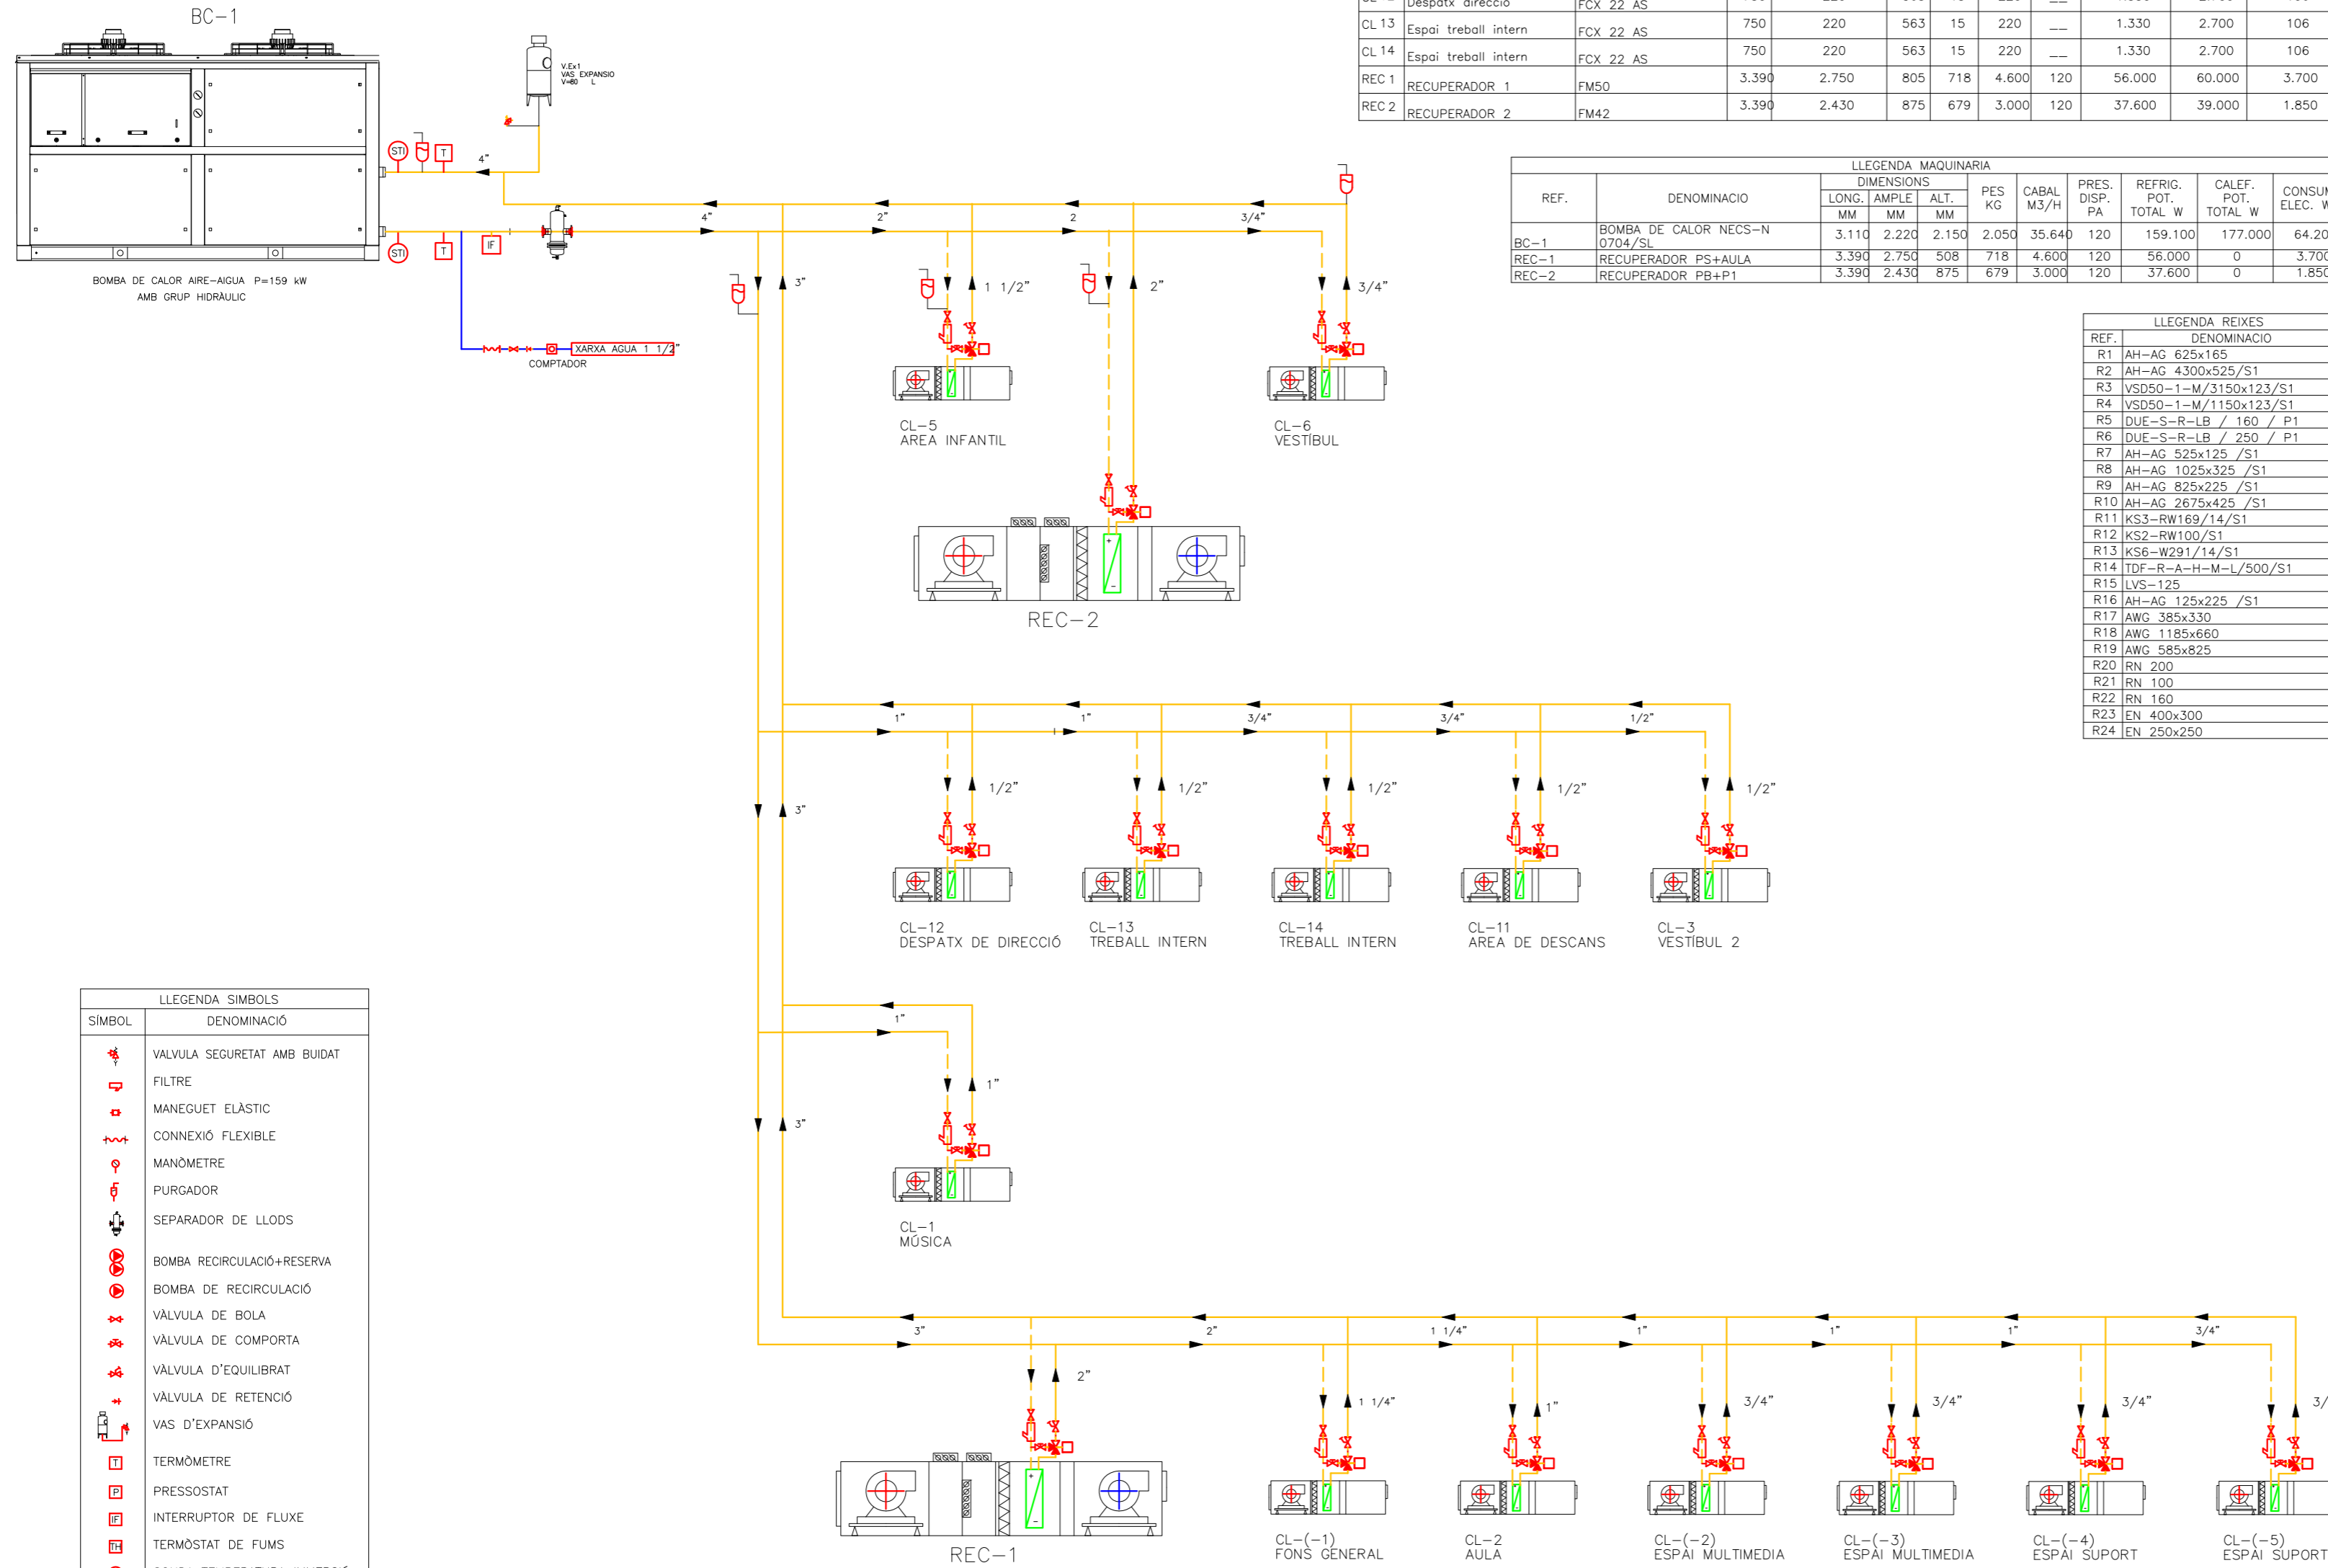 BC-1
V.Ex1
VAS EXPANSIO
V=80 L
STI
T
4"
4"
2"
2
3/4"
STI
T
IF
BOMBA DE CALOR AIRE-AIGUA P=159 kW
AMB GRUP HIDRÀULIC
XARXA AGUA 1 1/2"
COMPTADOR
3"
1 1/2"
2"
3/4"
CL-5
AREA INFANTIL
CL-6
VESTÍBUL
REC-2
Despatx direcció FCX 22 AS
CL 13 Espai treball intern FCX 22 AS 750 220 563 15 220 -- 1.330 2.700 106
CL 14 Espai treball intern FCX 22 AS 750 220 563 15 220 -- 1.330 2.700 106
REC 1 RECUPERADOR 1 FM50 3.390 2.750 805 718 4.600 120 56.000 60.000 3.700
REC 2 RECUPERADOR 2 FM42 3.390 2.430 875 679 3.000 120 37.600 39.000 1.850
LLEGENDA MAQUINARIA
REF. DENOMINACIO DIMENSIONS PES KG CABAL M3/H PRES. DISP. PA REFRIG. POT. TOTAL W CALEF. POT. TOTAL W CONSUM ELEC. W
LONG. AMPLE ALT.
MM MM MM
BC-1 BOMBA DE CALOR NECS-N 0704/SL 3.110 2.220 2.150 2.050 35.640 120 159.100 177.000 64.20
REC-1 RECUPERADOR PS+AULA 3.390 2.750 508 718 4.600 120 56.000 0 3.700
REC-2 RECUPERADOR PB+P1 3.390 2.430 875 679 3.000 120 37.600 0 1.850
LLEGENDA REIXES
REF. DENOMINACIO
R1 AH-AG 625x165
R2 AH-AG 4300x525/S1
R3 VSD50-1-M/3150x123/S1
R4 VSD50-1-M/1150x123/S1
R5 DUE-S-R-LB / 160 / P1
R6 DUE-S-R-LB / 250 / P1
R7 AH-AG 525x125 /S1
R8 AH-AG 1025x325 /S1
R9 AH-AG 825x225 /S1
R10 AH-AG 2675x425 /S1
R11 KS3-RW169/14/S1
R12 KS2-RW100/S1
R13 KS6-W291/14/S1
R14 TDF-R-A-H-M-L/500/S1
R15 LVS-125
R16 AH-AG 125x225 /S1
R17 AWG 385x330
R18 AWG 1185x660
R19 AWG 585x825
R20 RN 200
R21 RN 100
R22 RN 160
R23 EN 400x300
R24 EN 250x250
1"
1"
3/4"
3/4"
1/2"
3"
1/2"
1/2"
1/2"
1/2"
1/2"
CL-12
DESPATX DE DIRECCIÓ
CL-13
TREBALL INTERN
CL-14
TREBALL INTERN
CL-11
AREA DE DESCANS
CL-3
VESTÍBUL 2
1"
1"
3"
CL-1
MÚSICA
LLEGENDA SIMBOLS
SÍMBOL DENOMINACIÓ
VALVULA SEGURETAT AMB BUIDAT
FILTRE
MANEGUET ELÀSTIC
CONNEXIÓ FLEXIBLE
MANÒMETRE
PURGADOR
SEPARADOR DE LLODS
BOMBA RECIRCULACIÓ+RESERVA
BOMBA DE RECIRCULACIÓ
VÀLVULA DE BOLA
VÀLVULA DE COMPORTA
VÀLVULA D'EQUILIBRAT
VÀLVULA DE RETENCIÓ
VAS D'EXPANSIÓ
T TERMÒMETRE
P PRESSOSTAT
IF INTERRUPTOR DE FLUXE
TH TERMÒSTAT DE FUMS
3"
2"
1 1/4"
1"
1"
1"
3/4"
2"
1 1/4"
1"
3/4"
3/4"
3/4"
REC-1
CL-(-1)
FONS GENERAL
CL-2
AULA
CL-(-2)
ESPAI MULTIMEDIA
CL-(-3)
ESPAI MULTIMEDIA
CL-(-4)
ESPAI SUPORT
CL-(-5)
ESPAI SUPORT